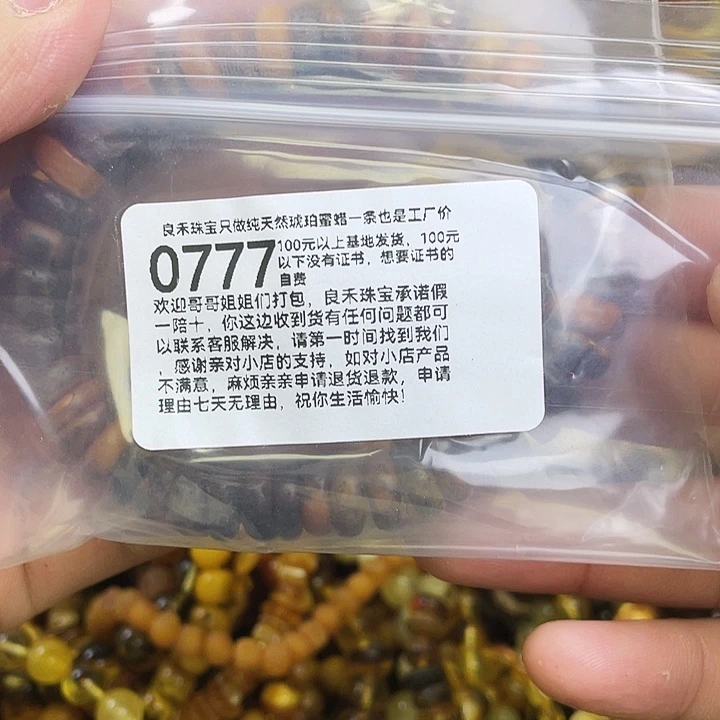 良禾珠宝只做纯天然琥珀蜜蜡一条也是工厂价
0777
100元以上基地发货，100元
以下没有证书，想要证书的
自费
欢迎哥哥姐姐们打包，良禾珠宝承诺假
一陪十，你这边收到货有任何问题都可
以联系客服解决，请第一时间找到我们
，感谢亲对小店的支持，如对小店产品
不满意，麻烦亲亲申请退货退款，申请
理由七天无理由，祝你生活愉快！